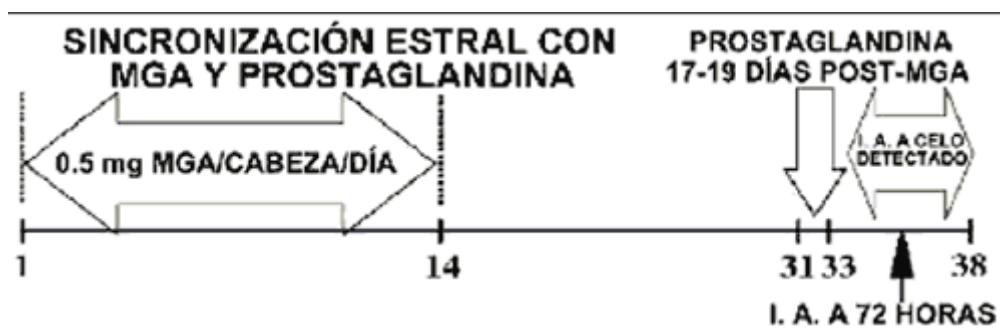 SINCRONIZACIÓN ESTRAL CON
MGA Y PROSTAGLANDINA
PROSTAGLANDINA
17-19 DÍAS POST-MGA
0.5 mg MGA/CABEZA/DÍA
I. A. A CELO
DETECTADO
1
14
31
33
38
I. A. A 72 HORAS